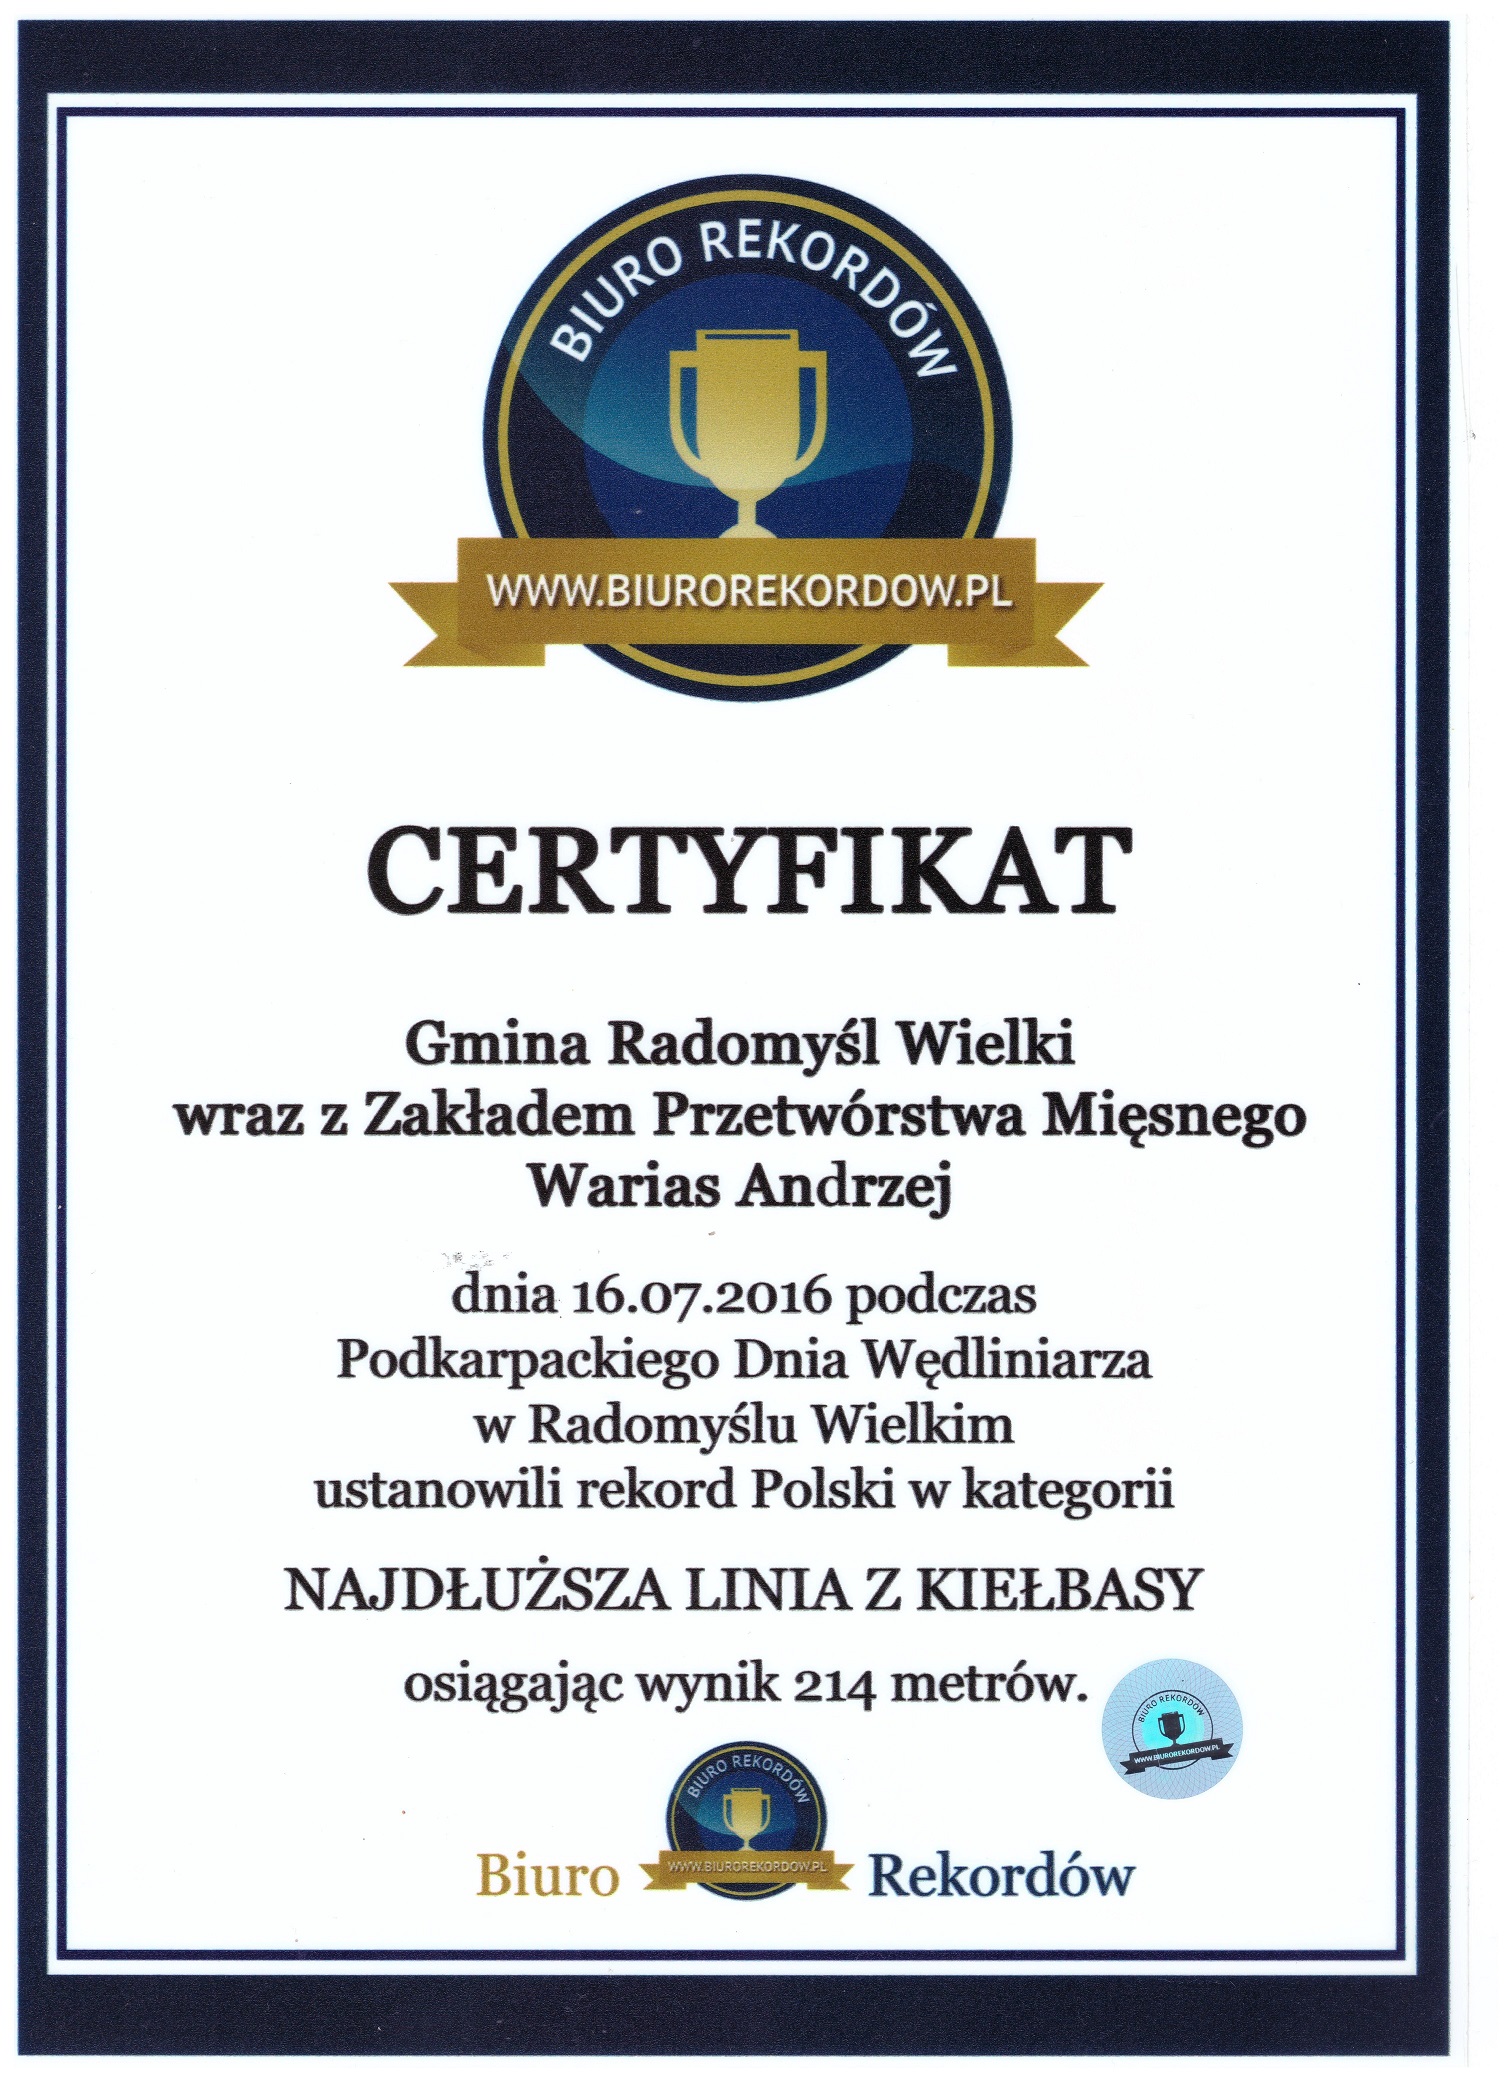 BIURO REKORDÓW
WWW.BIUROREKORDOW.PL
CERTYFIKAT
Gmina Radomyśl Wielki
wraz z Zakładem Przetwórstwa Mięsnego
Warias Andrzej
dnia 16.07.2016 podczas
Podkarpackiego Dnia Wędliniarza
w Radomyślu Wielkim
ustanowili rekord Polski w kategorii
NAJDŁUŻSZA LINIA Z KIEŁBASY
osiągając wynik 214 metrów.
BIURO REKORDÓW
WWW.BIUROREKORDOW.PL
BIURO REKORDÓW
WWW.BIUROREKORDOW.PL
Biuro Rekordów